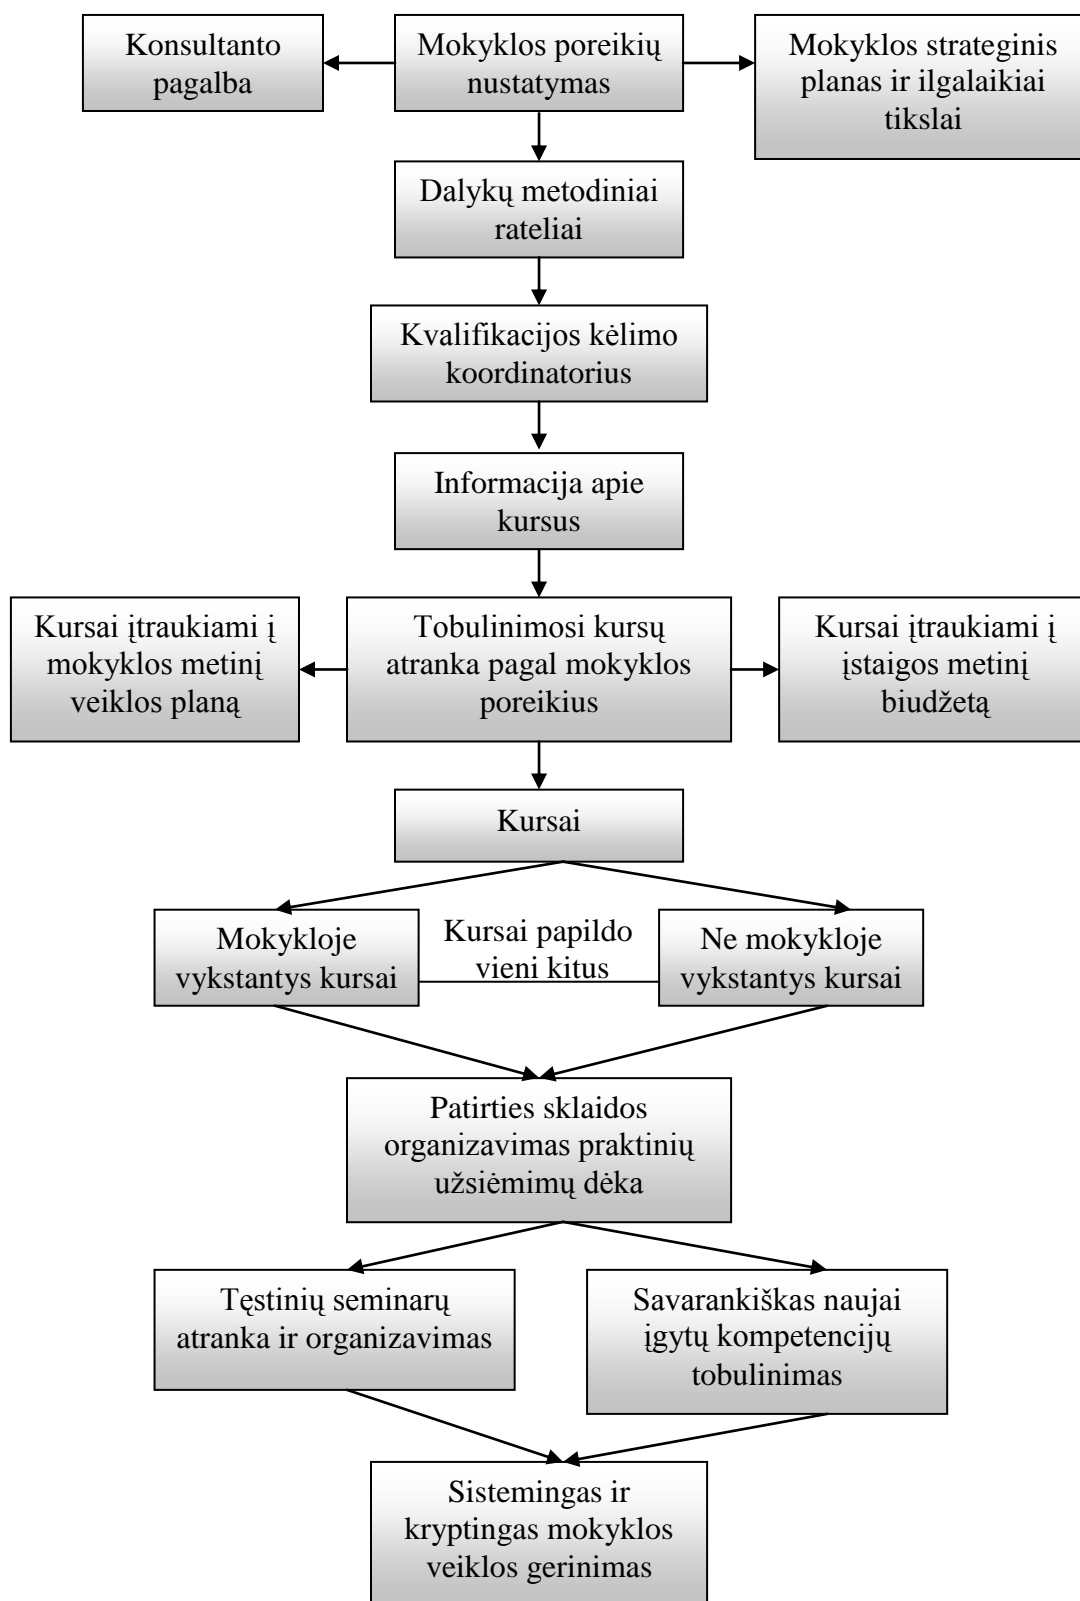 Konsultanto
pagalba
Mokyklos poreikių
nustatymas
Mokyklos strateginis
planas ir ilgalaikiai
tikslai
Dalykų metodiniai
rateliai
Kvalifikacijos kėlimo
koordinatorius
Informacija apie
kursus
Kursai įtraukiami į
mokyklos metinį
veiklos planą
Tobulinimosi kursų
atranka pagal mokyklos
poreikius
Kursai įtraukiami į
įstaigos metinį
biudžetą
Kursai
Mokykloje
vykstantys kursai
Kursai papildo
vieni kitus
Ne mokykloje
vykstantys kursai
Patirties sklaidos
organizavimas praktinių
užsiėmimų dėka
Tęstinių seminarų
atranka ir organizavimas
Savarankiškas naujai
įgytų kompetencijų
tobulinimas
Sistemingas ir
kryptingas mokyklos
veiklos gerinimas